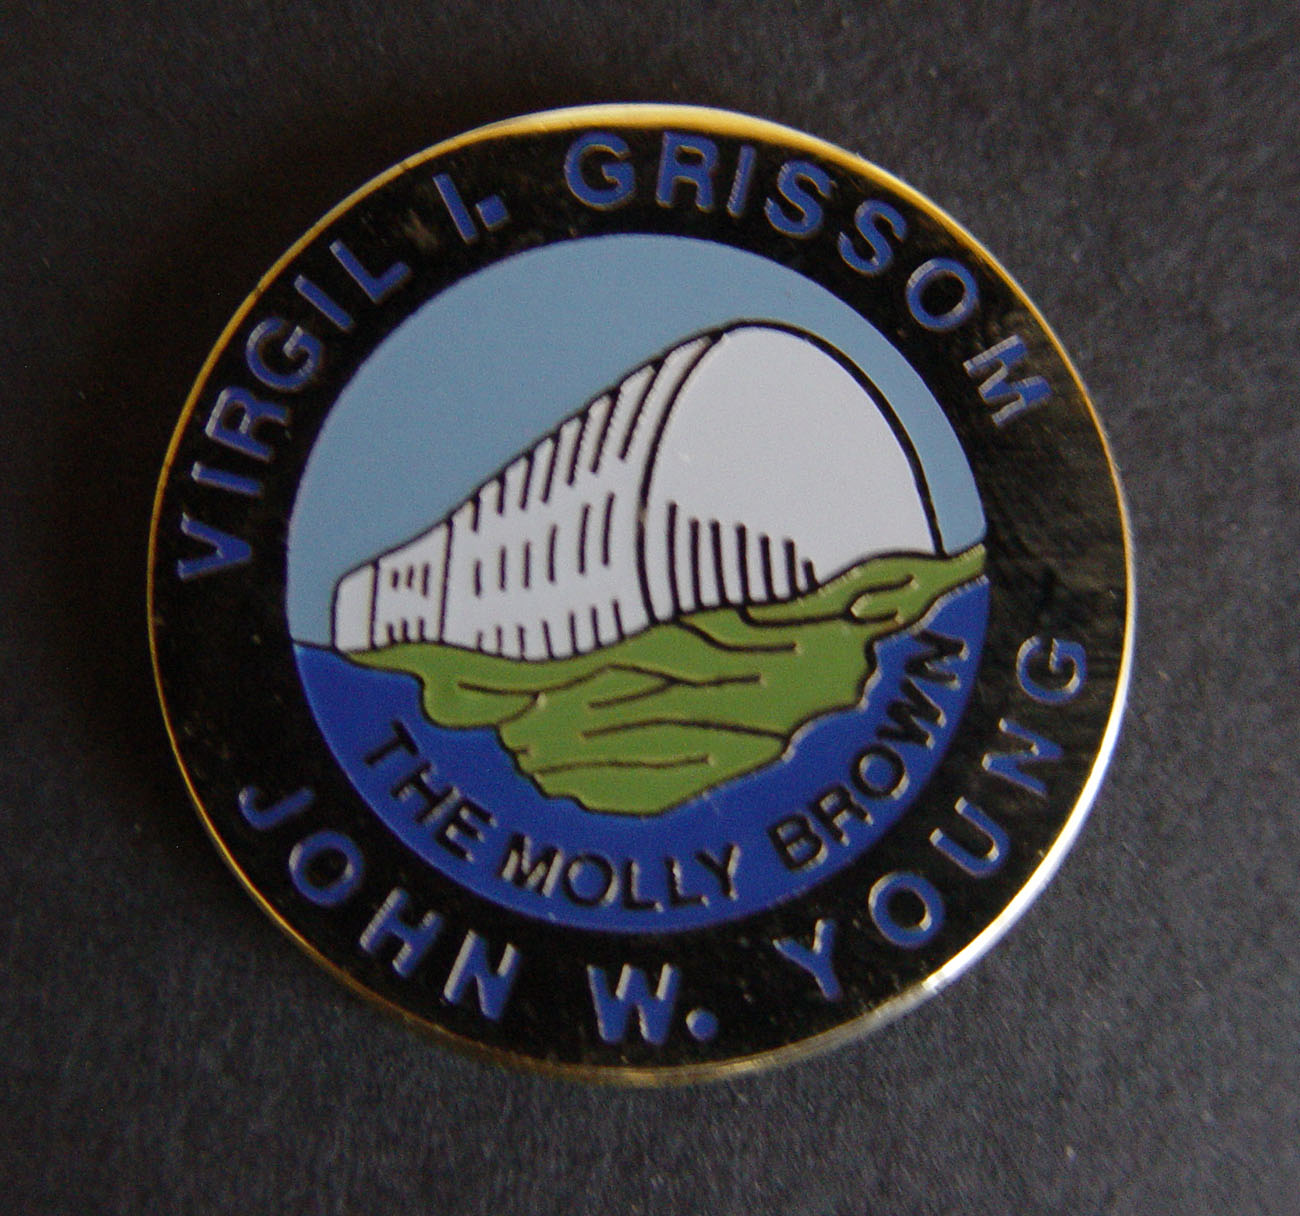 VIRGIL I. GRISSOM
THE MOLLY BROWN
JOHN W. YOUNG